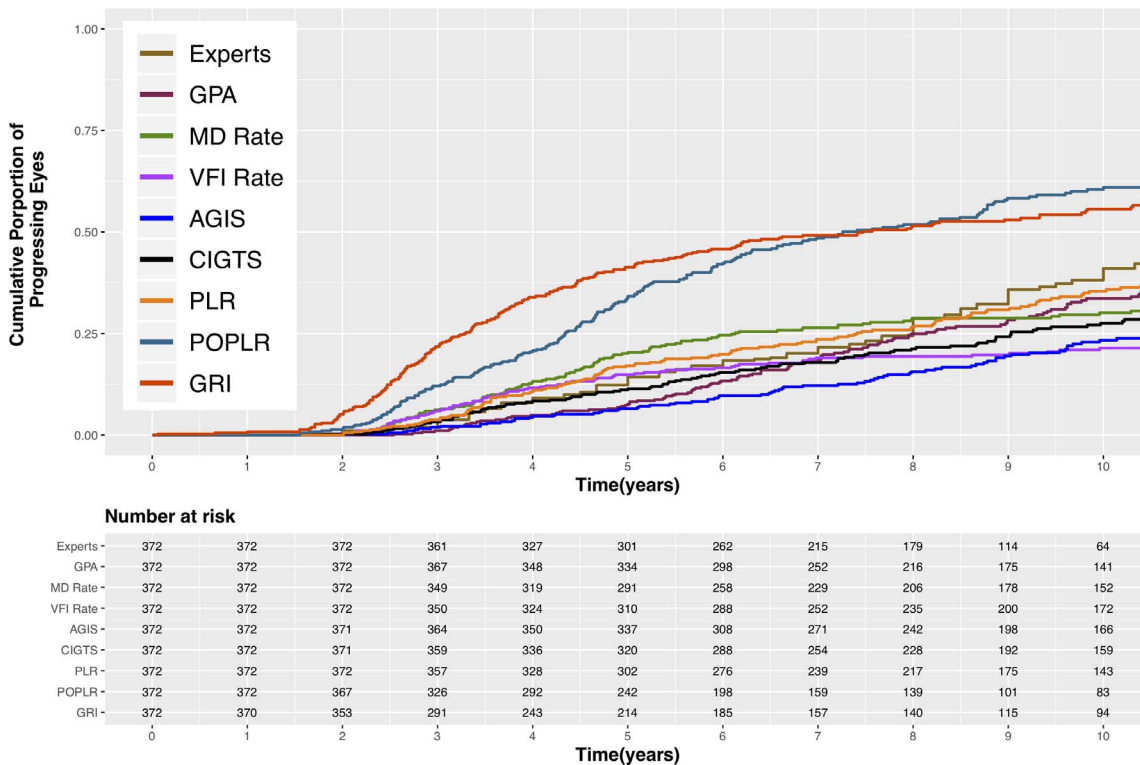 Cumulative Porportion of
Progressing Eyes
1.00
0.75
0.50
0.25
0.00
Experts
GPA
MD Rate
VFI Rate
AGIS
CIGTS
PLR
POPLR
GRI
0 1 2 3 4 5 6 7 8 9 10
Time(years)
Number at risk
Experts 372 372 372 361 327 301 262 215 179 114 64
GPA 372 372 372 367 348 334 298 252 216 175 141
MD Rate 372 372 372 349 319 291 258 229 206 178 152
VFI Rate 372 372 372 350 324 310 288 252 235 200 172
AGIS 372 372 371 364 350 337 308 271 242 198 166
CIGTS 372 372 371 359 336 320 288 254 228 192 159
PLR 372 372 372 357 328 302 276 239 217 175 143
POPLR 372 372 367 326 292 242 198 159 139 101 83
GRI 372 370 353 291 243 214 185 157 140 115 94
0 1 2 3 4 5 6 7 8 9 10
Time(years)